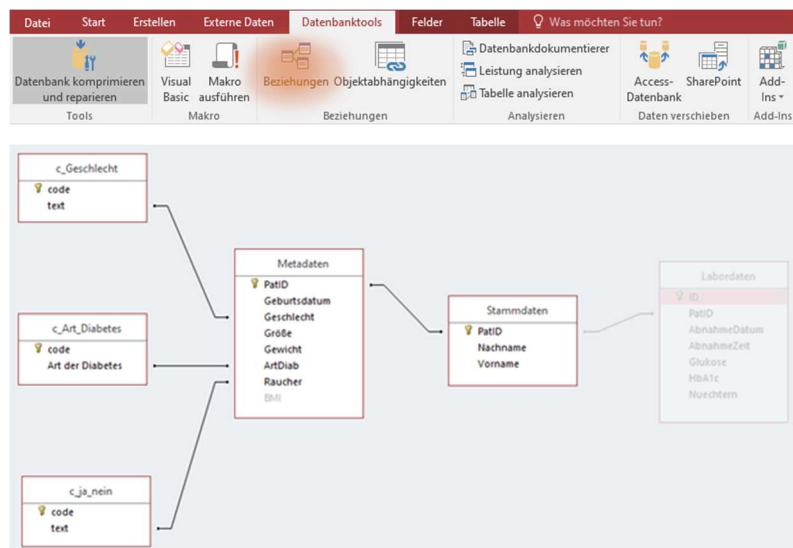 Datei Start Erstellen Externe Daten Datenbanktools Felder Tabelle Was möchten Sie tun?
Datenbank komprimieren
und reparieren
Tools
Visual
Basic
Makro
ausführen
Makro
Beziehungen Objektabhängigkeiten
Beziehungen
Datenbankdokumentierer
Leistung analysieren
Tabelle analysieren
Analysieren
Access-
Datenbank
SharePoint
Daten verschieben
Add-
Ins
Add-Ins
c_Geschlecht
code
text
c_Art_Diabetes
code
Art der Diabetes
c_ja_nein
code
text
Metadaten
PatID
Geburtsdatum
Geschlecht
Größe
Gewicht
ArtDiab
Raucher
BMI
Stammdaten
PatID
Nachname
Vorname
Labordaten
ID
PatID
AbnahmeDatum
AbnahmeZeit
Glukose
HbA1c
Nuechtern